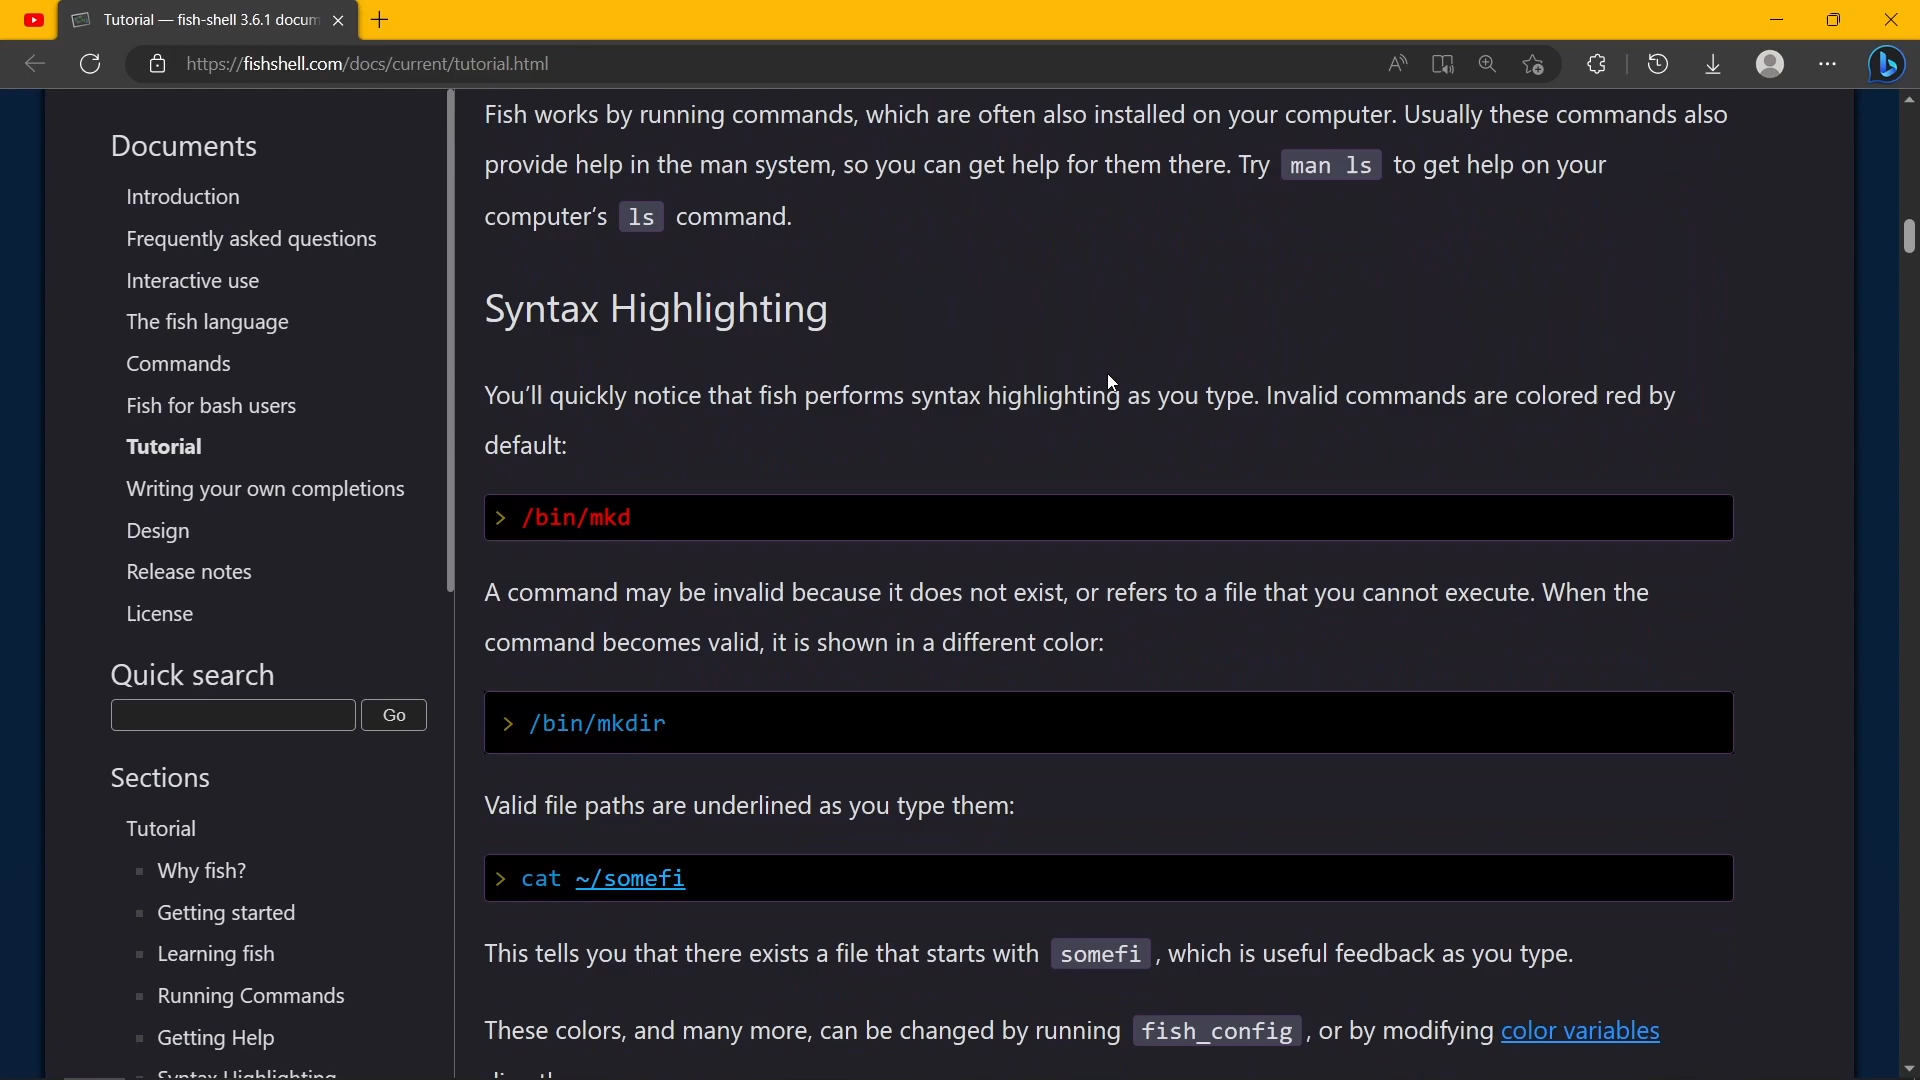 Tutorial — fish-shell 3.6.1 docum
https://fishshell.com/docs/current/tutorial.html
Documents
Introduction
Frequently asked questions
Interactive use
The fish language
Commands
Fish for bash users
Tutorial
Writing your own completions
Design
Release notes
License
Quick search
Go
Sections
Tutorial
Why fish?
Getting started
Learning fish
Running Commands
Getting Help
Syntax Highlighting
Fish works by running commands, which are often also installed on your computer. Usually these commands also
provide help in the man system, so you can get help for them there. Try man ls to get help on your
computer’s ls command.
Syntax Highlighting
You’ll quickly notice that fish performs syntax highlighting as you type. Invalid commands are colored red by
default:
> /bin/mkd
A command may be invalid because it does not exist, or refers to a file that you cannot execute. When the
command becomes valid, it is shown in a different color:
> /bin/mkdir
Valid file paths are underlined as you type them:
> cat ~/somefi
This tells you that there exists a file that starts with somefi , which is useful feedback as you type.
These colors, and many more, can be changed by running fish_config , or by modifying color variables